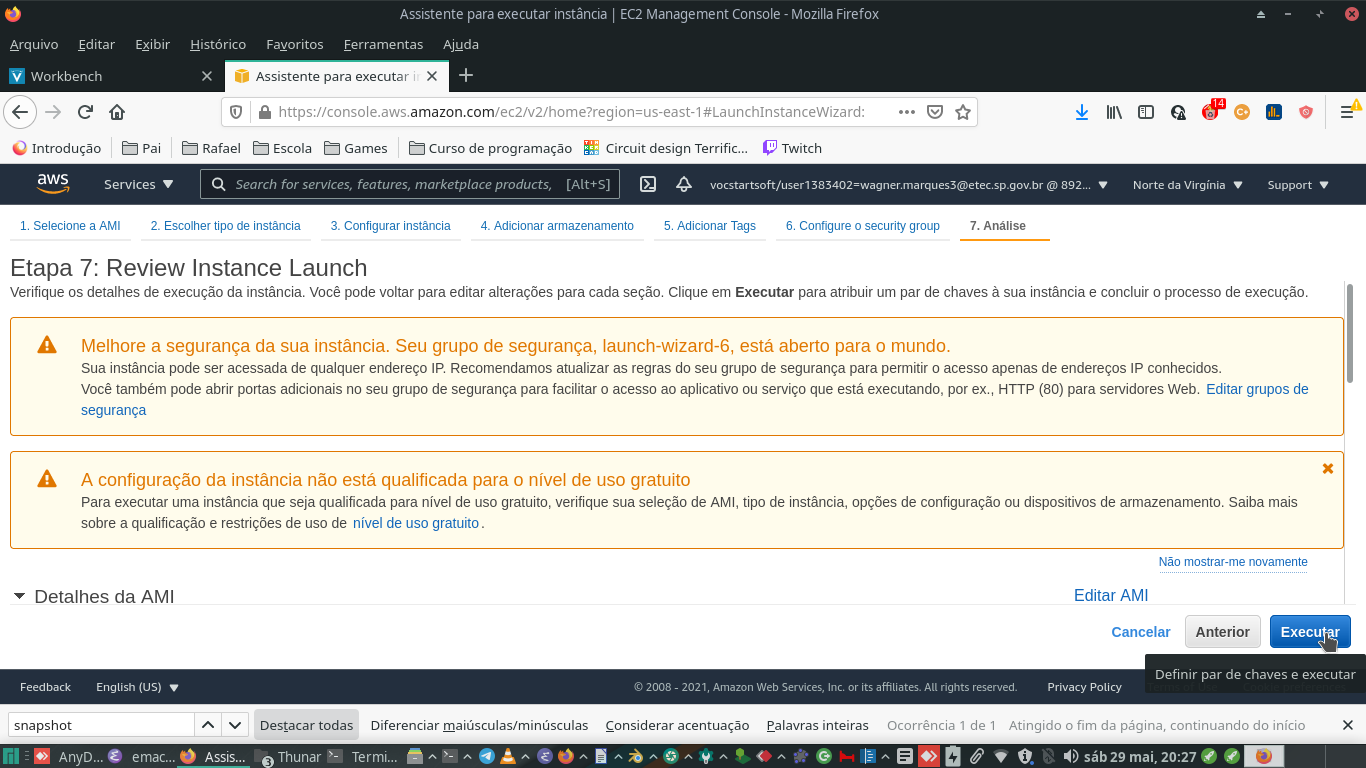 Assistente para executar instância | EC2 Management Console - Mozilla Firefox
Arquivo Editar Exibir Histórico Favoritos Ferramentas Ajuda
Workbench
Assistente para executar i
https://console.aws.amazon.com/ec2/v2/home?region=us-east-1#LaunchInstanceWizard:
14
Introdução Pai Rafael Escola Games Curso de programação Circuit design Terrific... Twitch
aws Services Search for services, features, marketplace products, [Alt+S] vocstartsoft/user1383402=wagner.marques3@etec.sp.gov.br @ 892... Norte da Virgínia Support
1. Selecione a AMI 2. Escolher tipo de instância 3. Configurar instância 4. Adicionar armazenamento 5. Adicionar Tags 6. Configure o security group 7. Análise
Etapa 7: Review Instance Launch
Verifique os detalhes de execução da instância. Você pode voltar para editar alterações para cada seção. Clique em Executar para atribuir um par de chaves à sua instância e concluir o processo de execução.
Melhore a segurança da sua instância. Seu grupo de segurança, launch-wizard-6, está aberto para o mundo.
Sua instância pode ser acessada de qualquer endereço IP. Recomendamos atualizar as regras do seu grupo de segurança para permitir o acesso apenas de endereços IP conhecidos.
Você também pode abrir portas adicionais no seu grupo de segurança para facilitar o acesso ao aplicativo ou serviço que está executando, por ex., HTTP (80) para servidores Web. Editar grupos de
segurança
A configuração da instância não está qualificada para o nível de uso gratuito
Para executar uma instância que seja qualificada para nível de uso gratuito, verifique sua seleção de AMI, tipo de instância, opções de configuração ou dispositivos de armazenamento. Saiba mais
sobre a qualificação e restrições de uso de nível de uso gratuito.
Não mostrar-me novamente
Detalhes da AMI Editar AMI
Cancelar Anterior Executar
Definir par de chaves e executar
Feedback English (US) © 2008 - 2021, Amazon Web Services, Inc. or its affiliates. All rights reserved. Privacy Policy
snapshot Destacar todas Diferenciar maiúsculas/minúsculas Considerar acentuação Palavras inteiras Ocorrência 1 de 1 Atingido o fim da página, continuando do início
AnyD... emac... Assis... 3 Thunar Termi... sáb 29 mai, 20:27